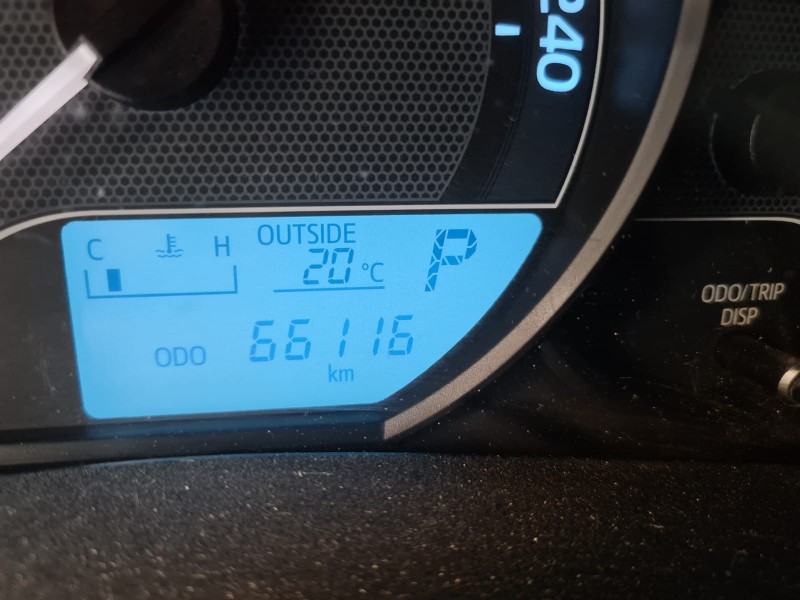 240
C H OUTSIDE
20 °C P
ODO 66116
km
ODO/TRIP
DISP